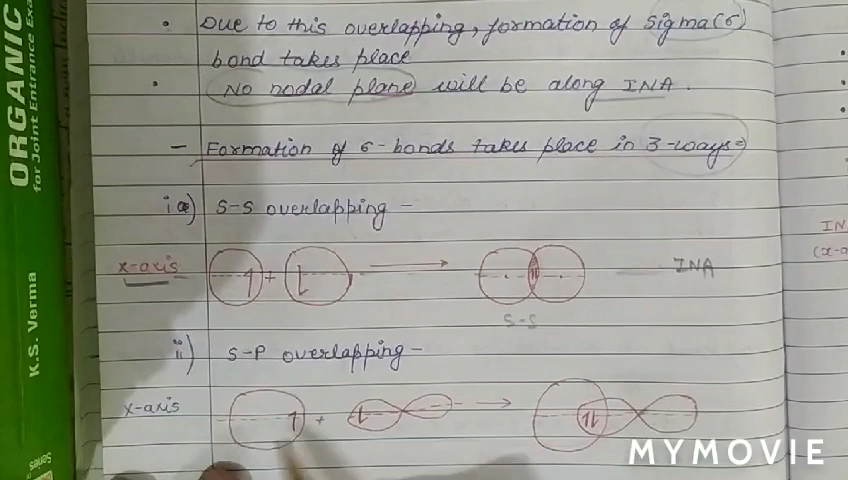 ORGANIC
for Joint Entrance Exa
K.S. Verma
Series
• Due to this overlapping, formation of sigma(σ)
bond takes place
• No nodal plane will be along INA.
- Formation of σ-bonds takes place in 3-ways⇒
S-S overlapping -
x-axis + → INA
S-S
ii) S-P overlapping -
x-axis + →
IN
(x-a
MYMOVIE